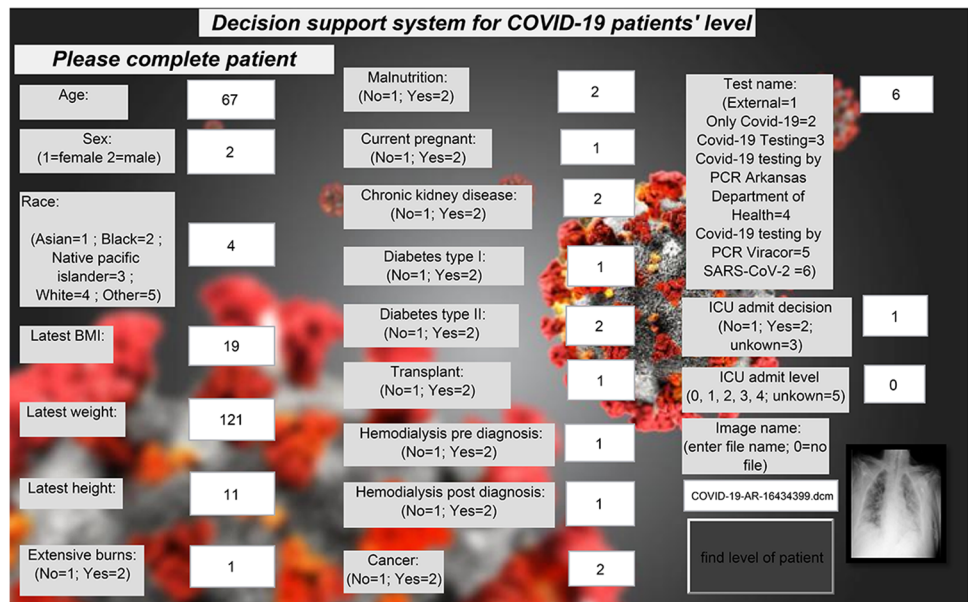 Decision support system for COVID-19 patients' level
Please complete patient
Age:
67
Sex:
(1=female 2=male)
2
Race:
(Asian=1 ; Black=2 ;
Native pacific
islander=3 ;
White=4 ; Other=5)
4
Latest BMI:
19
Latest weight:
121
Latest height:
11
Extensive burns:
(No=1; Yes=2)
1
Malnutrition:
(No=1; Yes=2)
2
Current pregnant:
(No=1; Yes=2)
1
Chronic kidney disease:
(No=1; Yes=2)
2
Diabetes type I:
(No=1; Yes=2)
1
Diabetes type II:
(No=1; Yes=2)
2
Transplant:
(No=1; Yes=2)
1
Hemodialysis pre diagnosis:
(No=1; Yes=2)
1
Hemodialysis post diagnosis:
(No=1; Yes=2)
1
Cancer:
(No=1; Yes=2)
2
Test name:
(External=1
Only Covid-19=2
Covid-19 Testing=3
Covid-19 testing by
PCR Arkansas
Department of
Health=4
Covid-19 testing by
PCR Viracor=5
SARS-CoV-2 =6)
6
ICU admit decision
(No=1; Yes=2;
unkown=3)
1
ICU admit level
(0, 1, 2, 3, 4; unkown=5)
0
Image name:
(enter file name; 0=no
file)
COVID-19-AR-16434399.dcm
find level of patient